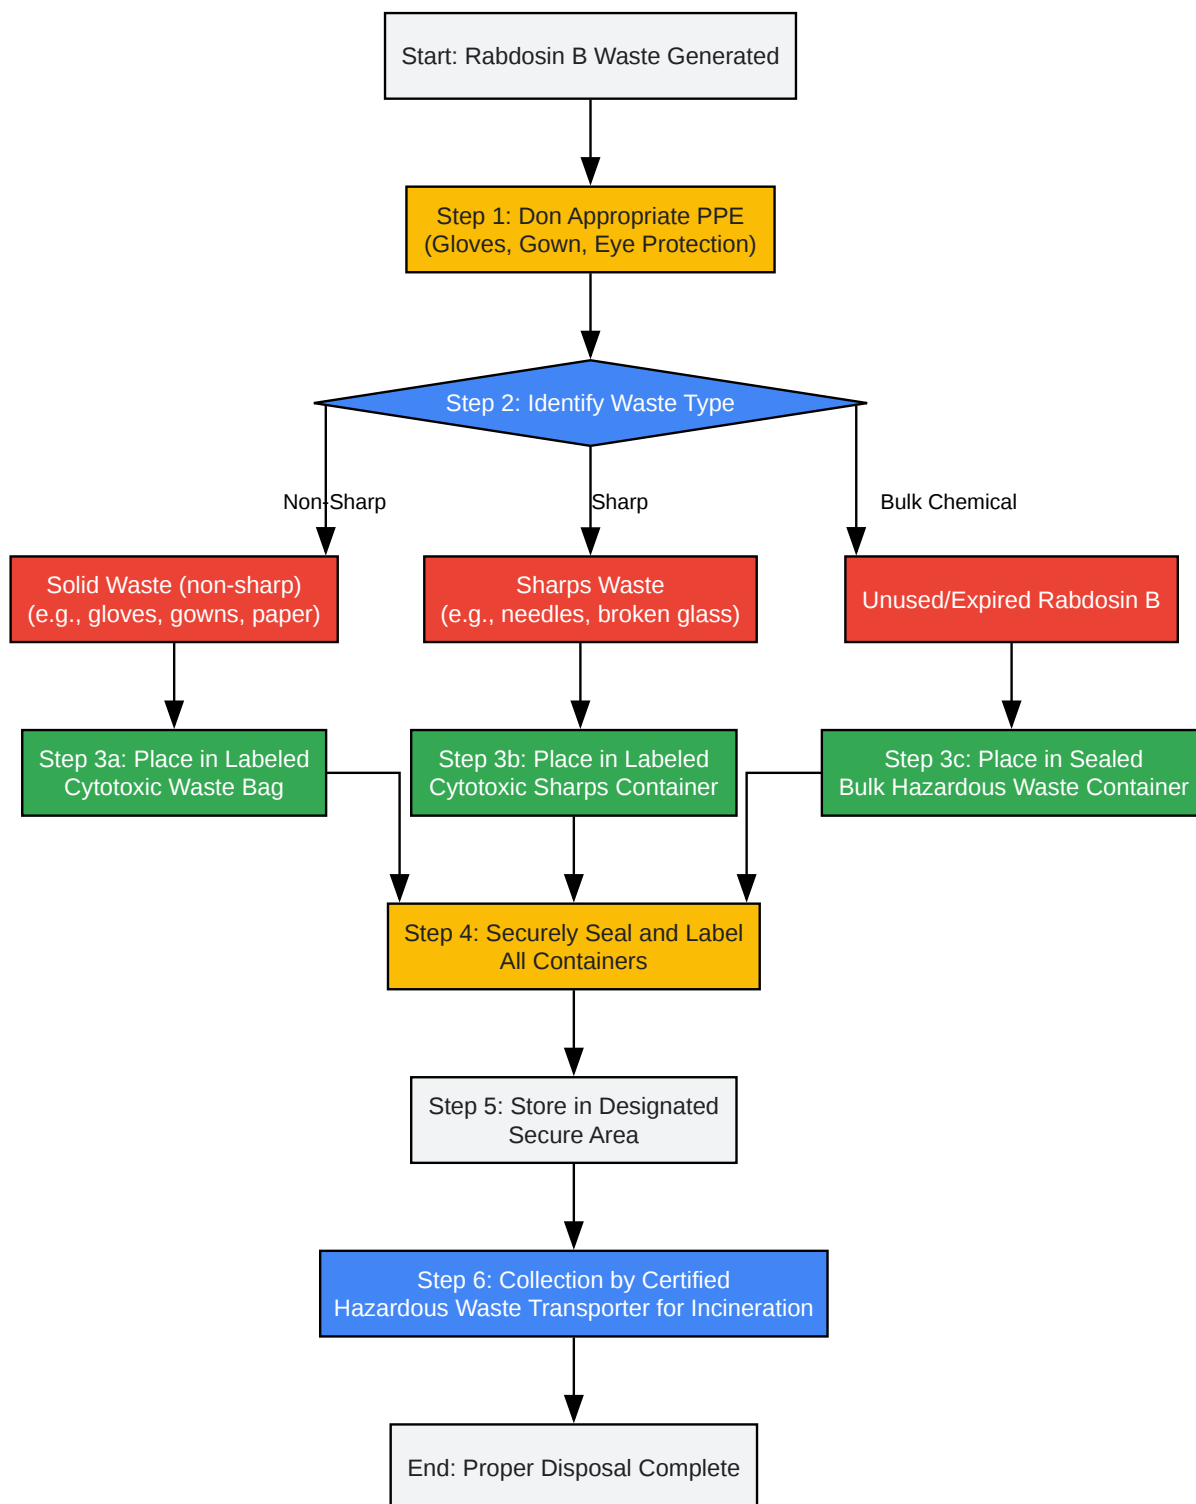 Start: Rabdosin B Waste Generated
Step 1: Don Appropriate PPE
(Gloves, Gown, Eye Protection)
Step 2: Identify Waste Type
Non-Sharp
Sharp
Bulk Chemical
Solid Waste (non-sharp)
(e.g., gloves, gowns, paper)
Sharps Waste
(e.g., needles, broken glass)
Unused/Expired Rabdosin B
Step 3a: Place in Labeled
Cytotoxic Waste Bag
Step 3b: Place in Labeled
Cytotoxic Sharps Container
Step 3c: Place in Sealed
Bulk Hazardous Waste Container
Step 4: Securely Seal and Label
All Containers
Step 5: Store in Designated
Secure Area
Step 6: Collection by Certified
Hazardous Waste Transporter for Incineration
End: Proper Disposal Complete